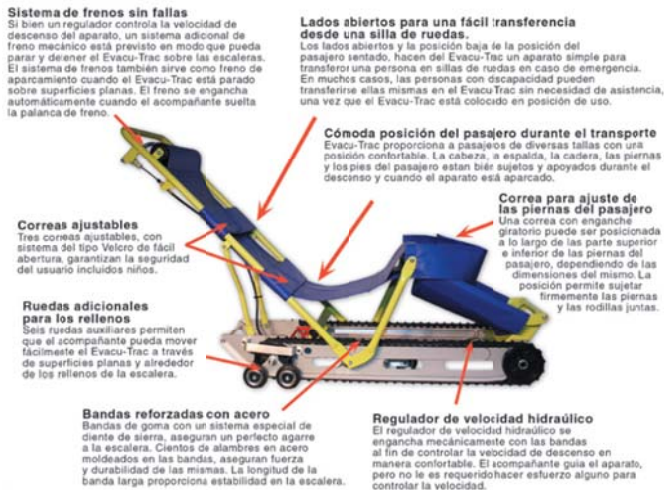 Sistema de frenos sin fallas
Si bien un regulador controla la velocidad de
descenso del aparato, un sistema adicional de
freno mecánico está previsto en modo que pueda
parar y detener el Evacu-Trac sobre las escaleras.
El sistema de frenos también sirve como freno de
aparcamiento cuando el Evacu-Trac está parado
sobre superficies planas. El freno se engancha
automáticamente cuando el acompañante suelta
la palanca de freno.
Lados abiertos para una fácil transferencia
desde una silla de ruedas.
Los lados abiertos y la posición baja de la posición del
pasajero sentado, hacen del Evacu-Trac un aparato simple para
transferir una persona en sillas de ruedas en caso de emergencia.
En muchos casos, las personas con discapacidad pueden
transferirse ellas mismas en el Evacu-Trac sin necesidad de asistencia,
una vez que el Evacu-Trac está colocado en posición de uso.
Cómoda posición del pasajero durante el transporte
Evacu-Trac proporciona a pasajeros de diversas tallas con una
posición confortable. La cabeza, a espalda, la cadera, las piernas
y los pies del pasajero estan bién sujetos y apoyados durante el
descenso y cuando el aparato está aparcado.
Correa para ajuste de
las piernas del pasajero
Una correa con enganche
giratorio puede ser posicionada
a lo largo de las parte superior
e inferior de las piernas del
pasajero, dependiendo de las
dimensiones del mismo. La
posición permite sujetar
firmemente las piernas
y las rodillas juntas.
Correas ajustables
Tres correas ajustables, con
sistema del tipo Velcro de fácil
abertura, garantizan la seguridad
del usuario incluidos niños.
Ruedas adicionales
para los rellenos
Seis ruedas auxiliares permiten
que el acompañante pueda mover
fácilmente el Evacu-Trac a través
de superficies planas y alrededor
de los rellenos de la escalera.
Bandas reforzadas con acero
Bandas de goma con un sistema especial de
diente de sierra, aseguran un perfecto agarre
a la escalera. Cientos de alambres en acero
moldeados en las bandas, aseguran fuerza
y durabilidad de las mismas. La longitud de la
banda larga proporciona estabilidad en la escalera.
Regulador de velocidad hidraúlico
El regulador de velocidad hidraúlico se
engancha mecánicamente con las bandas
al fin de controlar la velocidad de descenso en
manera confortable. El acompañante guia el aparato,
pero no le es requerido hacer esfuerzo alguno para
controlar la velocidad.